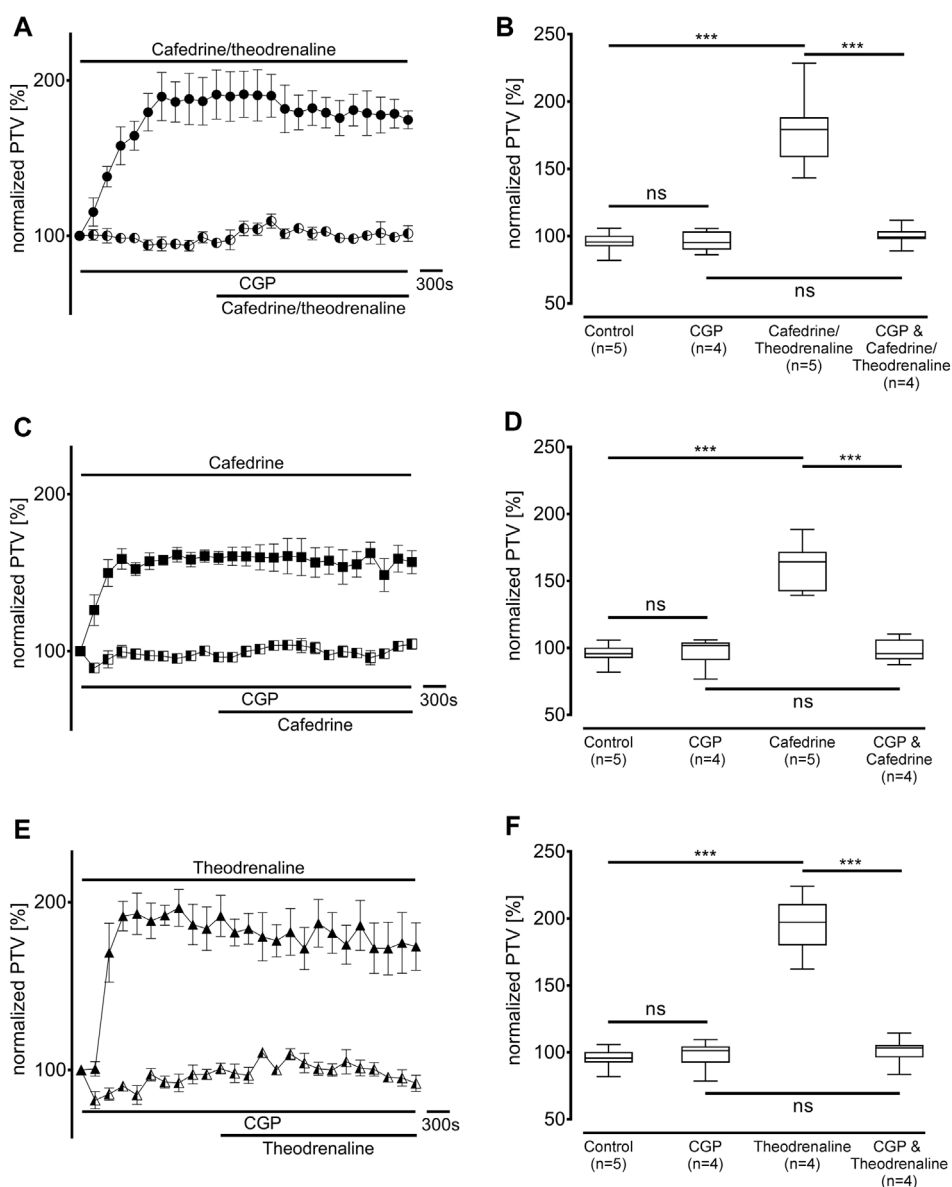 A
Cafedrine/theodrenaline
normalized PTV [%]
200
100
CGP
300s
Cafedrine/theodrenaline
B
normalized PTV [%]
250
200
150
100
50
***
***
ns
ns
Control
(n=5)
CGP
(n=4)
Cafedrine/
Theodrenaline
(n=5)
CGP &
Cafedrine/
Theodrenaline
(n=4)
C
Cafedrine
normalized PTV [%]
200
100
CGP
300s
Cafedrine
D
normalized PTV [%]
250
200
150
100
50
***
***
ns
ns
Control
(n=5)
CGP
(n=4)
Cafedrine
(n=5)
CGP &
Cafedrine
(n=4)
E
Theodrenaline
normalized PTV [%]
200
100
CGP
300s
Theodrenaline
F
normalized PTV [%]
250
200
150
100
50
***
***
ns
ns
Control
(n=5)
CGP
(n=4)
Theodrenaline
(n=4)
CGP &
Theodrenaline
(n=4)